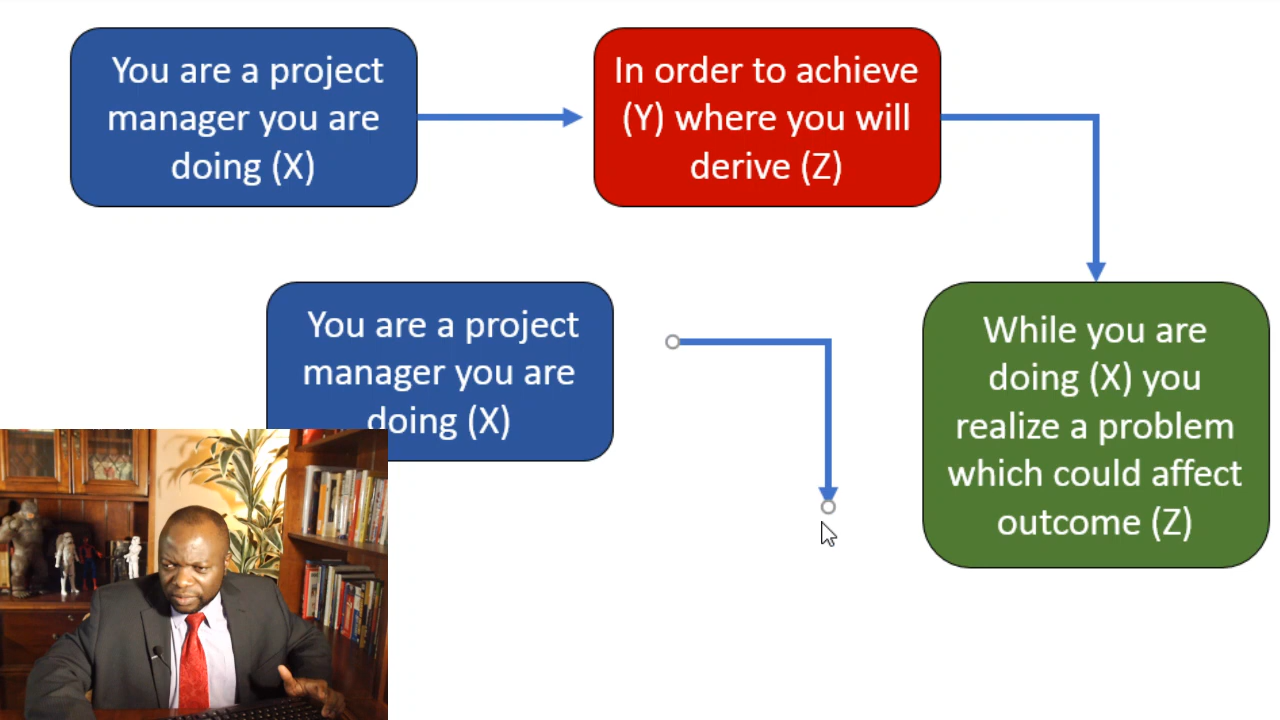 You are a project
manager you are
doing (X)
In order to achieve
(Y) where you will
derive (Z)
You are a project
manager you are
doing (X)
While you are
doing (X) you
realize a problem
which could affect
outcome (Z)